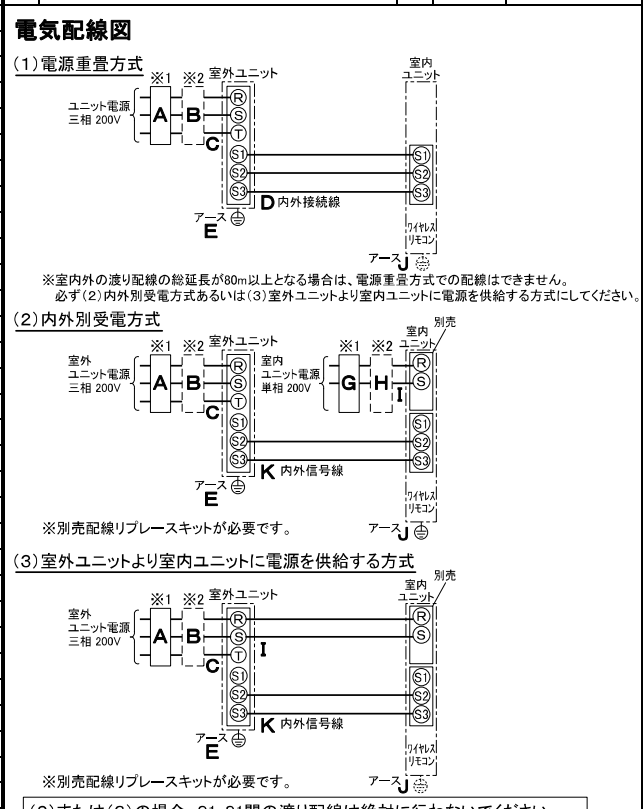 電気配線図
(1)電源重畳方式
※1 ※2 室外ユニット
室内
ユニット
ユニット電源
三相 200V
A B
C
R
S
T
S1 S1
S2 S2
S3 S3
D 内外接続線
アース
E
ワイヤレス
リモコン
アース J
※室内外の渡り配線の総延長が80m以上となる場合は、電源重畳方式での配線はできません。
必ず(2)内外別受電方式あるいは(3)室外ユニットより室内ユニットに電源を供給する方式にしてください。
(2)内外別受電方式
別売
※1 ※2 室外ユニット
※1 ※2
室内
ユニット
室外
ユニット電源
三相 200V
A B
C
R
S
T
室内
ユニット電源
単相 200V
G H
I
R
S
S1 S1
S2 S2
S3 S3
K 内外信号線
アース
E
ワイヤレス
リモコン
※別売配線リプレースキットが必要です。
アース J
(3)室外ユニットより室内ユニットに電源を供給する方式
別売
※1 ※2 室外ユニット
室内
ユニット
室外
ユニット電源
三相 200V
A B
C
R R
S S
T
I
S1 S1
S2 S2
S3 S3
K 内外信号線
アース
E
ワイヤレス
リモコン
※別売配線リプレースキットが必要です。
アース J
(2)または(3)の場合、S1-S1間の渡り配線は絶対に行わないでください。